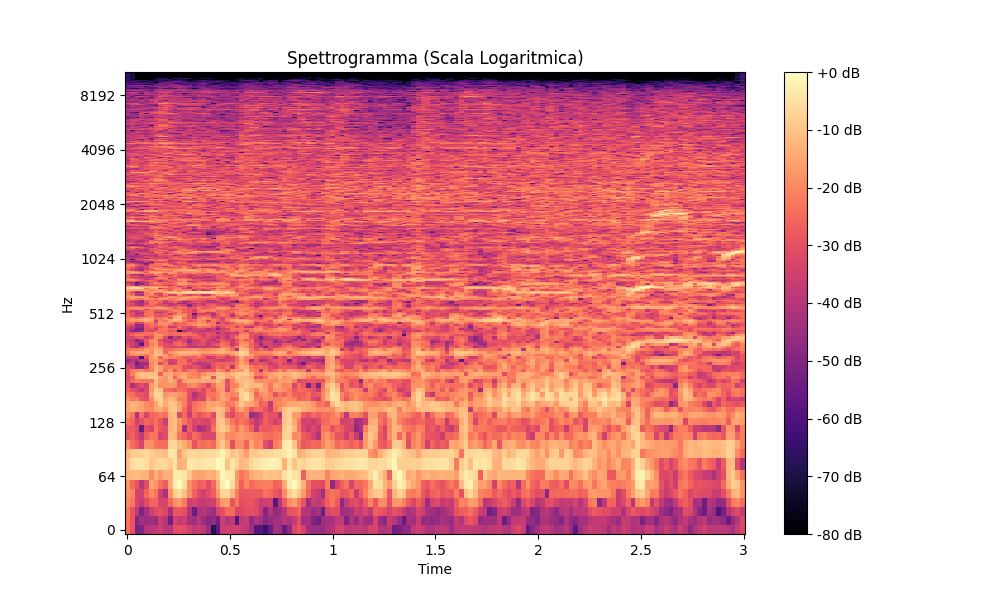 Spettrogramma (Scala Logaritmica)
Hz
8192
4096
2048
1024
512
256
128
64
0
0 0.5 1 1.5 2 2.5 3
Time
+0 dB
-10 dB
-20 dB
-30 dB
-40 dB
-50 dB
-60 dB
-70 dB
-80 dB